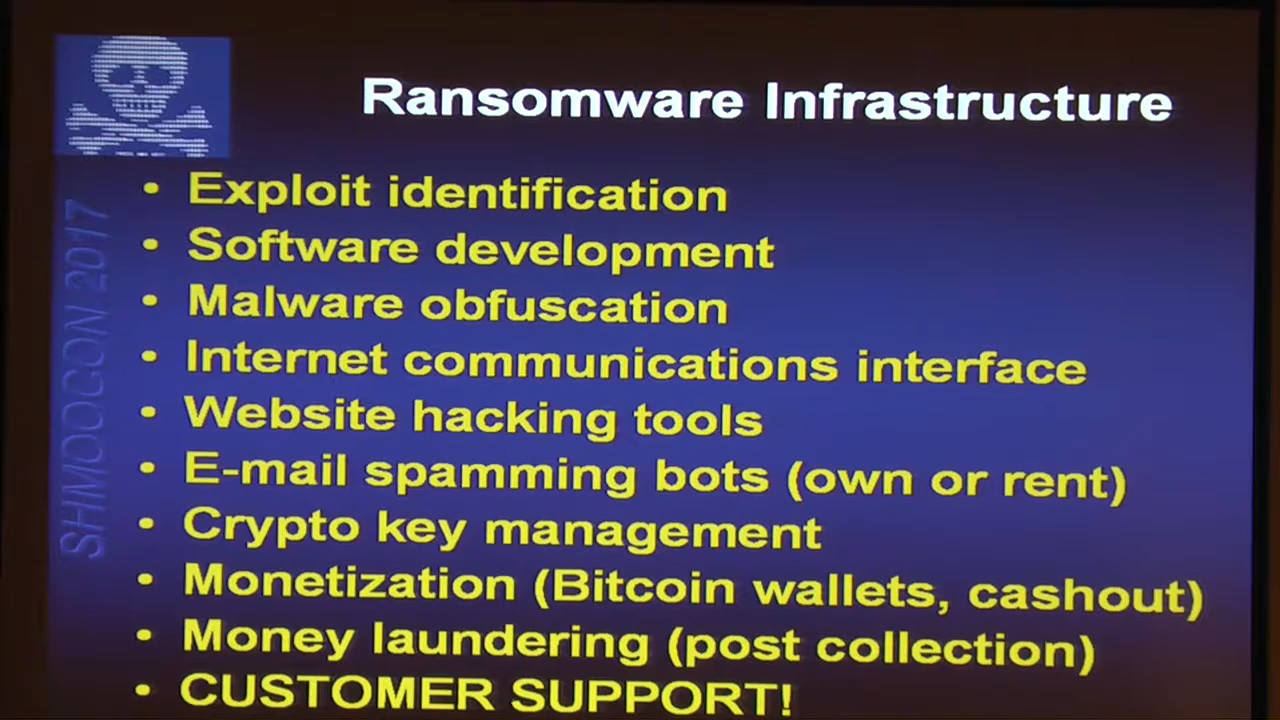 Ransomware Infrastructure
SHMOOCON 2017
• Exploit identification
• Software development
• Malware obfuscation
• Internet communications interface
• Website hacking tools
• E-mail spamming bots (own or rent)
• Crypto key management
• Monetization (Bitcoin wallets, cashout)
• Money laundering (post collection)
• CUSTOMER SUPPORT!